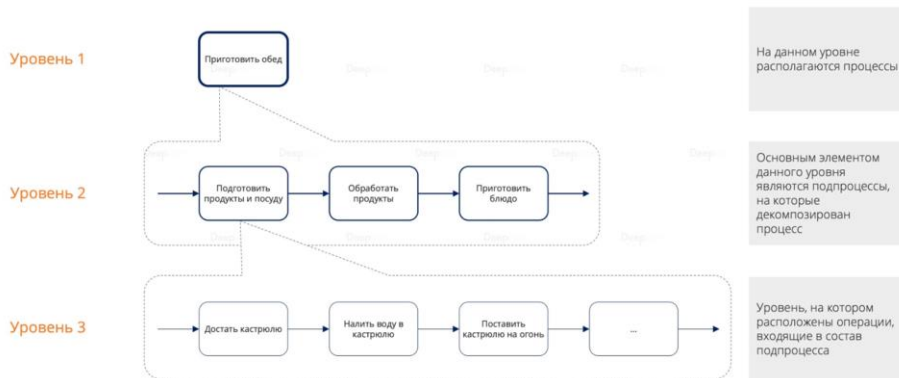 Уровень 1
Приготовить обед
На данном уровне
располагаются процессы
Уровень 2
Подготовить
продукты и посуду
Обработать
продукты
Приготовить
блюдо
Основным элементом
данного уровня
являются подпроцессы,
на которые
декомпозирован
процесс
Уровень 3
Достать кастрюлю
Налить воду в
кастрюлю
Поставить
кастрюлю на огонь
...
Уровень, на котором
расположены операции,
входящие в состав
подпроцесса